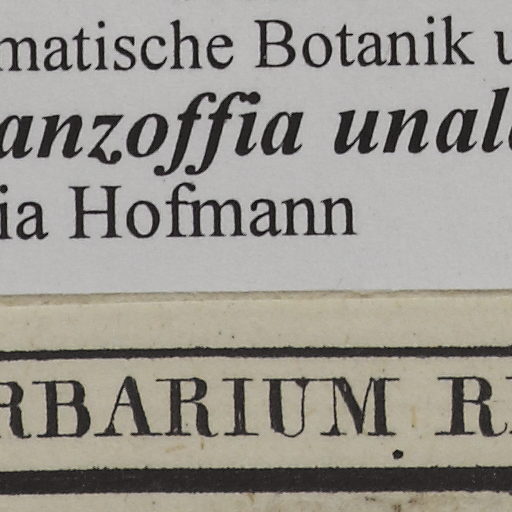 matische Botanik u
anzoffia unal
ia Hofmann
RBARIUM R